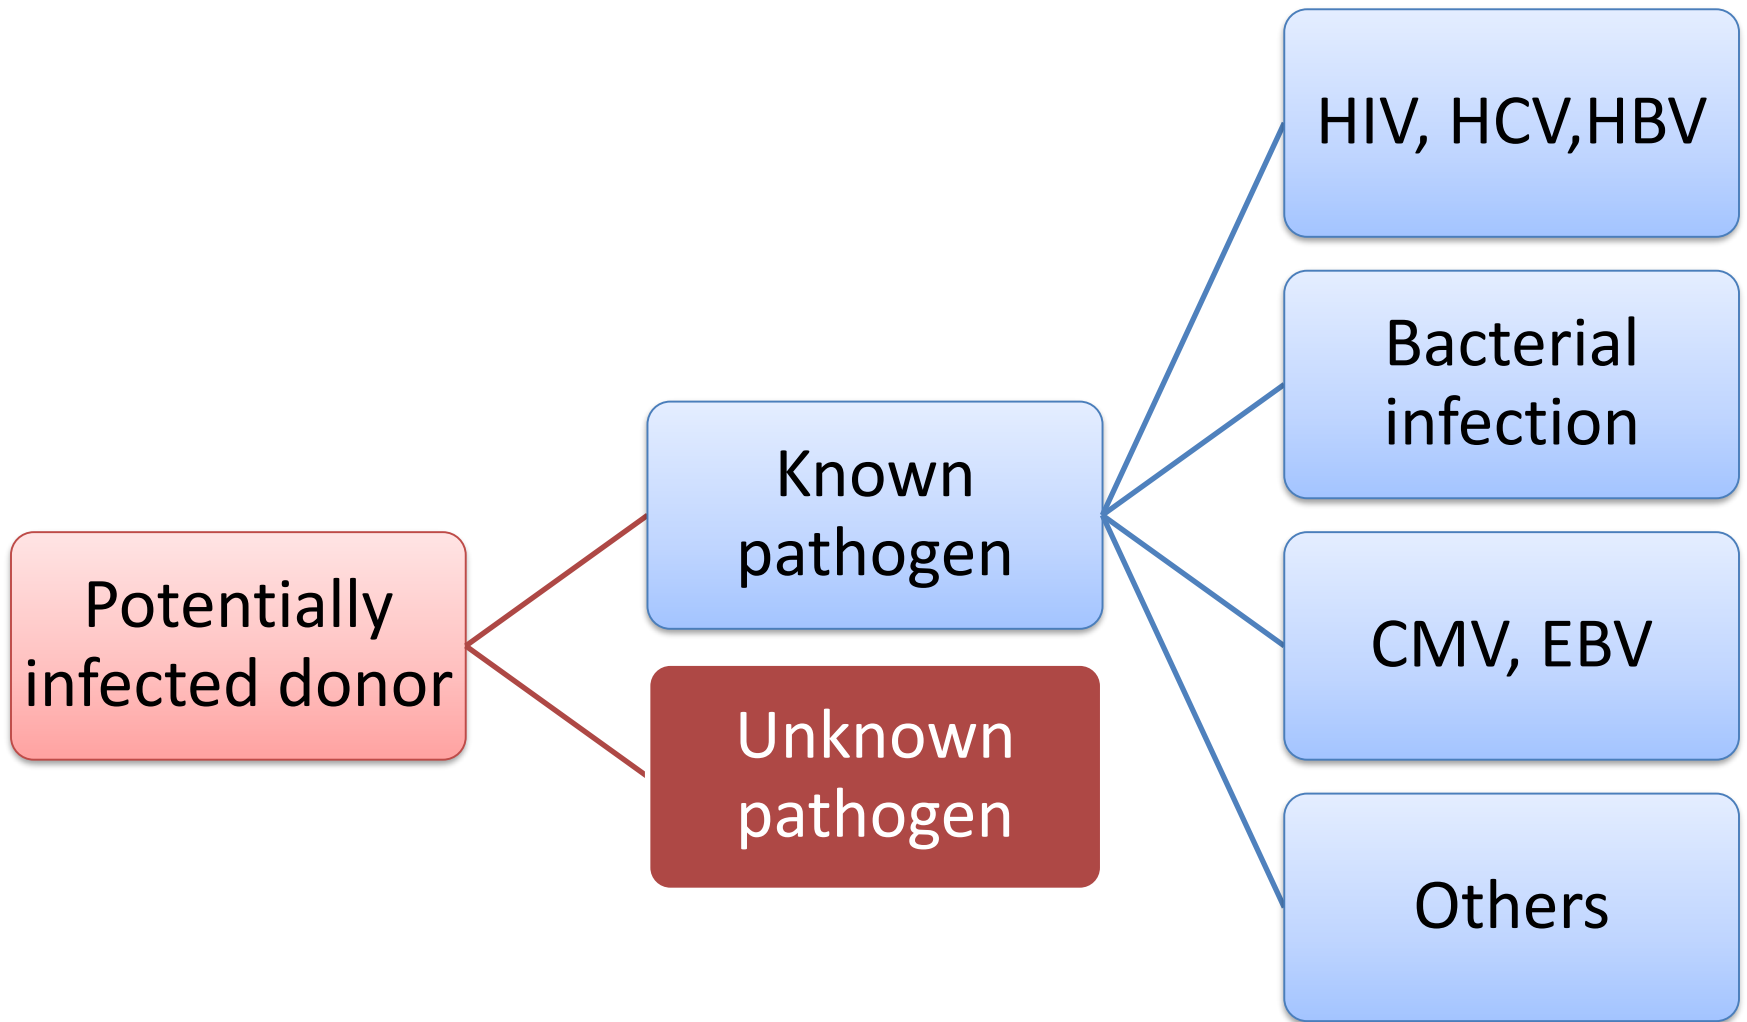 Potentially
infected donor
Known
pathogen
Unknown
pathogen
HIV, HCV,HBV
Bacterial
infection
CMV, EBV
Others